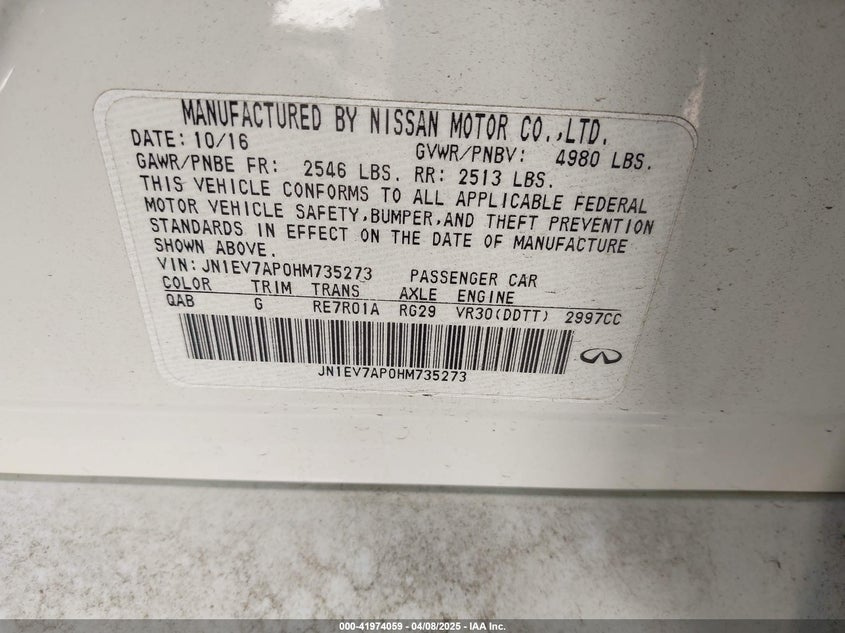 MANUFACTURED BY NISSAN MOTOR CO.,LTD.
DATE: 10/16 GVWR/PNBV: 4980 LBS.
GAWR/PNBE FR: 2546 LBS. RR: 2513 LBS.
THIS VEHICLE CONFORMS TO ALL APPLICABLE FEDERAL
MOTOR VEHICLE SAFETY,BUMPER,AND THEFT PREVENTION
STANDARDS IN EFFECT ON THE DATE OF MANUFACTURE
SHOWN ABOVE.
VIN: JN1EV7AP0HM735273 PASSENGER CAR
COLOR TRIM TRANS AXLE ENGINE
QAB G RE7R01A RG29 VR30(DDTT) 2997CC
JN1EV7AP0HM735273
000-41974059 - 04/08/2025 - IAA Inc.